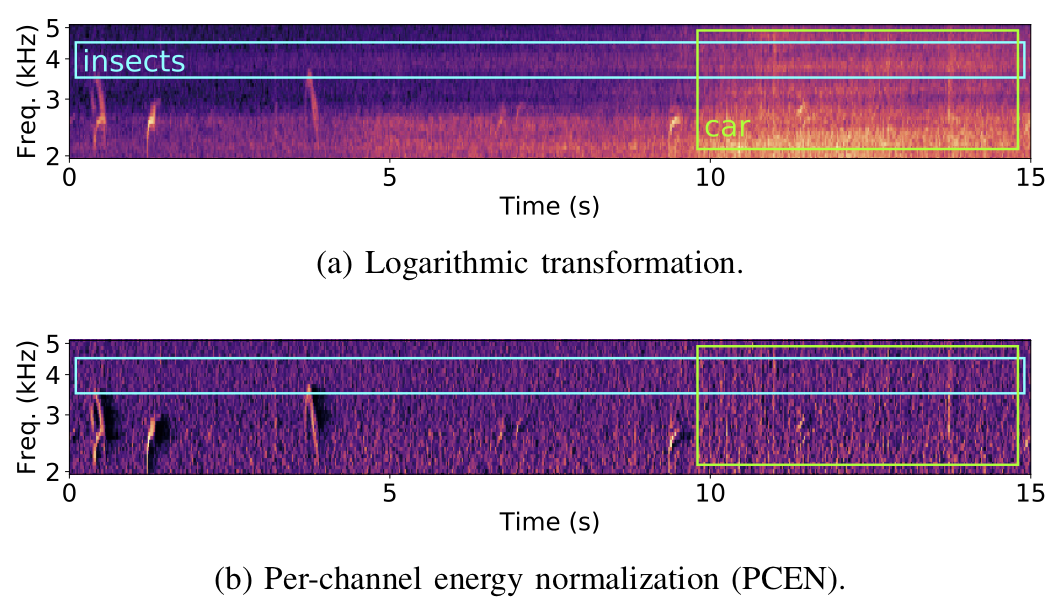 Freq. (kHz)
5
4
3
2
insects
car
0 5 10 15
Time (s)
(a) Logarithmic transformation.
Freq. (kHz)
5
4
3
2
0 5 10 15
Time (s)
(b) Per-channel energy normalization (PCEN).